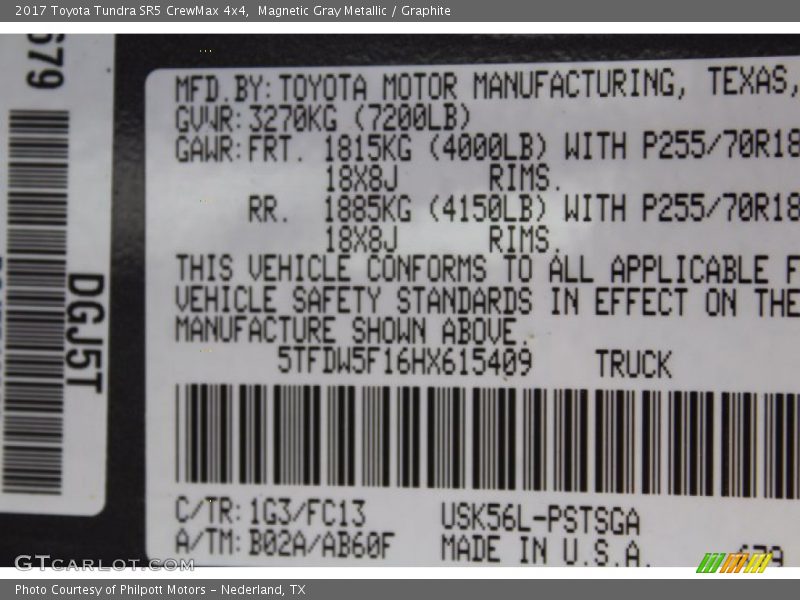 2017 Toyota Tundra SR5 CrewMax 4x4,  Magnetic Gray Metallic / Graphite
MFD.BY:TOYOTA MOTOR MANUFACTURING, TEXAS,
GVWR:3270KG (7200LB)
GAWR:FRT. 1815KG (4000LB) WITH P255/70R18
18X8J RIMS.
RR. 1885KG (4150LB) WITH P255/70R18
18X8J RIMS.
THIS VEHICLE CONFORMS TO ALL APPLICABLE F
VEHICLE SAFETY STANDARDS IN EFFECT ON THE
MANUFACTURE SHOWN ABOVE.
5TFDW5F16HX615409 TRUCK
C/TR:1G3/FC13 USK56L-PSTSGA
A/TM:B02A/AB60F MADE IN U.S.A.
679
DGJ5T
GTCarLot.com
Photo Courtesy of Philpott Motors - Nederland, TX